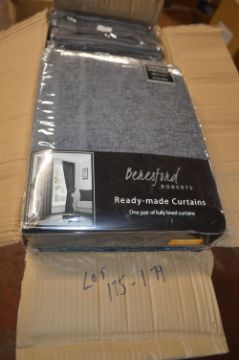 Beresford
ROBERTS
Ready-made Curtains
One pair of fully lined curtains
LOT
175-179